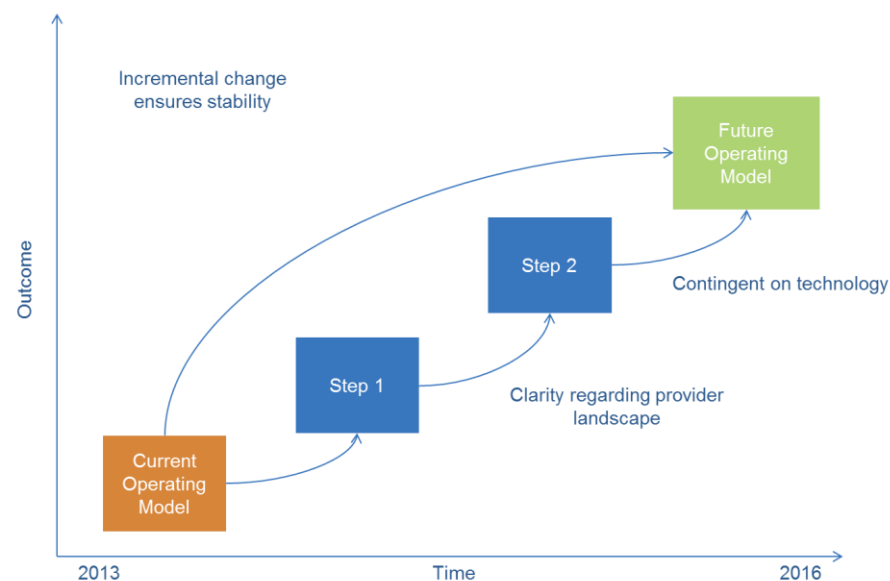 Incremental change
ensures stability
Future
Operating
Model
Step 2
Contingent on technology
Outcome
Step 1
Clarity regarding provider
landscape
Current
Operating
Model
2013
Time
2016